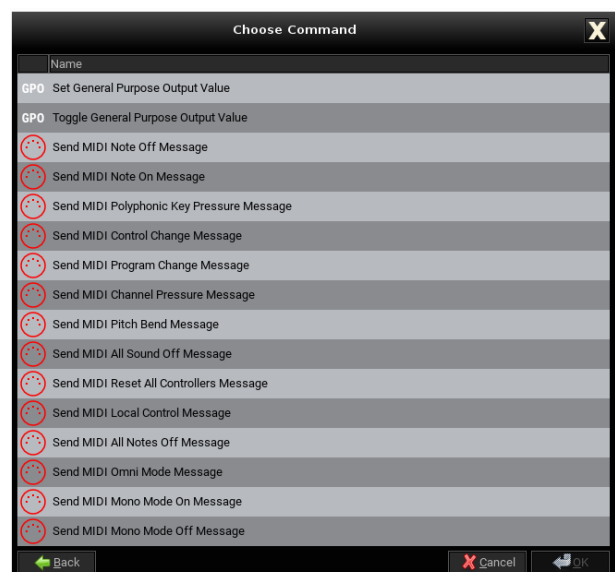 Choose Command
X
Name
GPO Set General Purpose Output Value
GPO Toggle General Purpose Output Value
Send MIDI Note Off Message
Send MIDI Note On Message
Send MIDI Polyphonic Key Pressure Message
Send MIDI Control Change Message
Send MIDI Program Change Message
Send MIDI Channel Pressure Message
Send MIDI Pitch Bend Message
Send MIDI All Sound Off Message
Send MIDI Reset All Controllers Message
Send MIDI Local Control Message
Send MIDI All Notes Off Message
Send MIDI Omni Mode Message
Send MIDI Mono Mode On Message
Send MIDI Mono Mode Off Message
Back Cancel OK